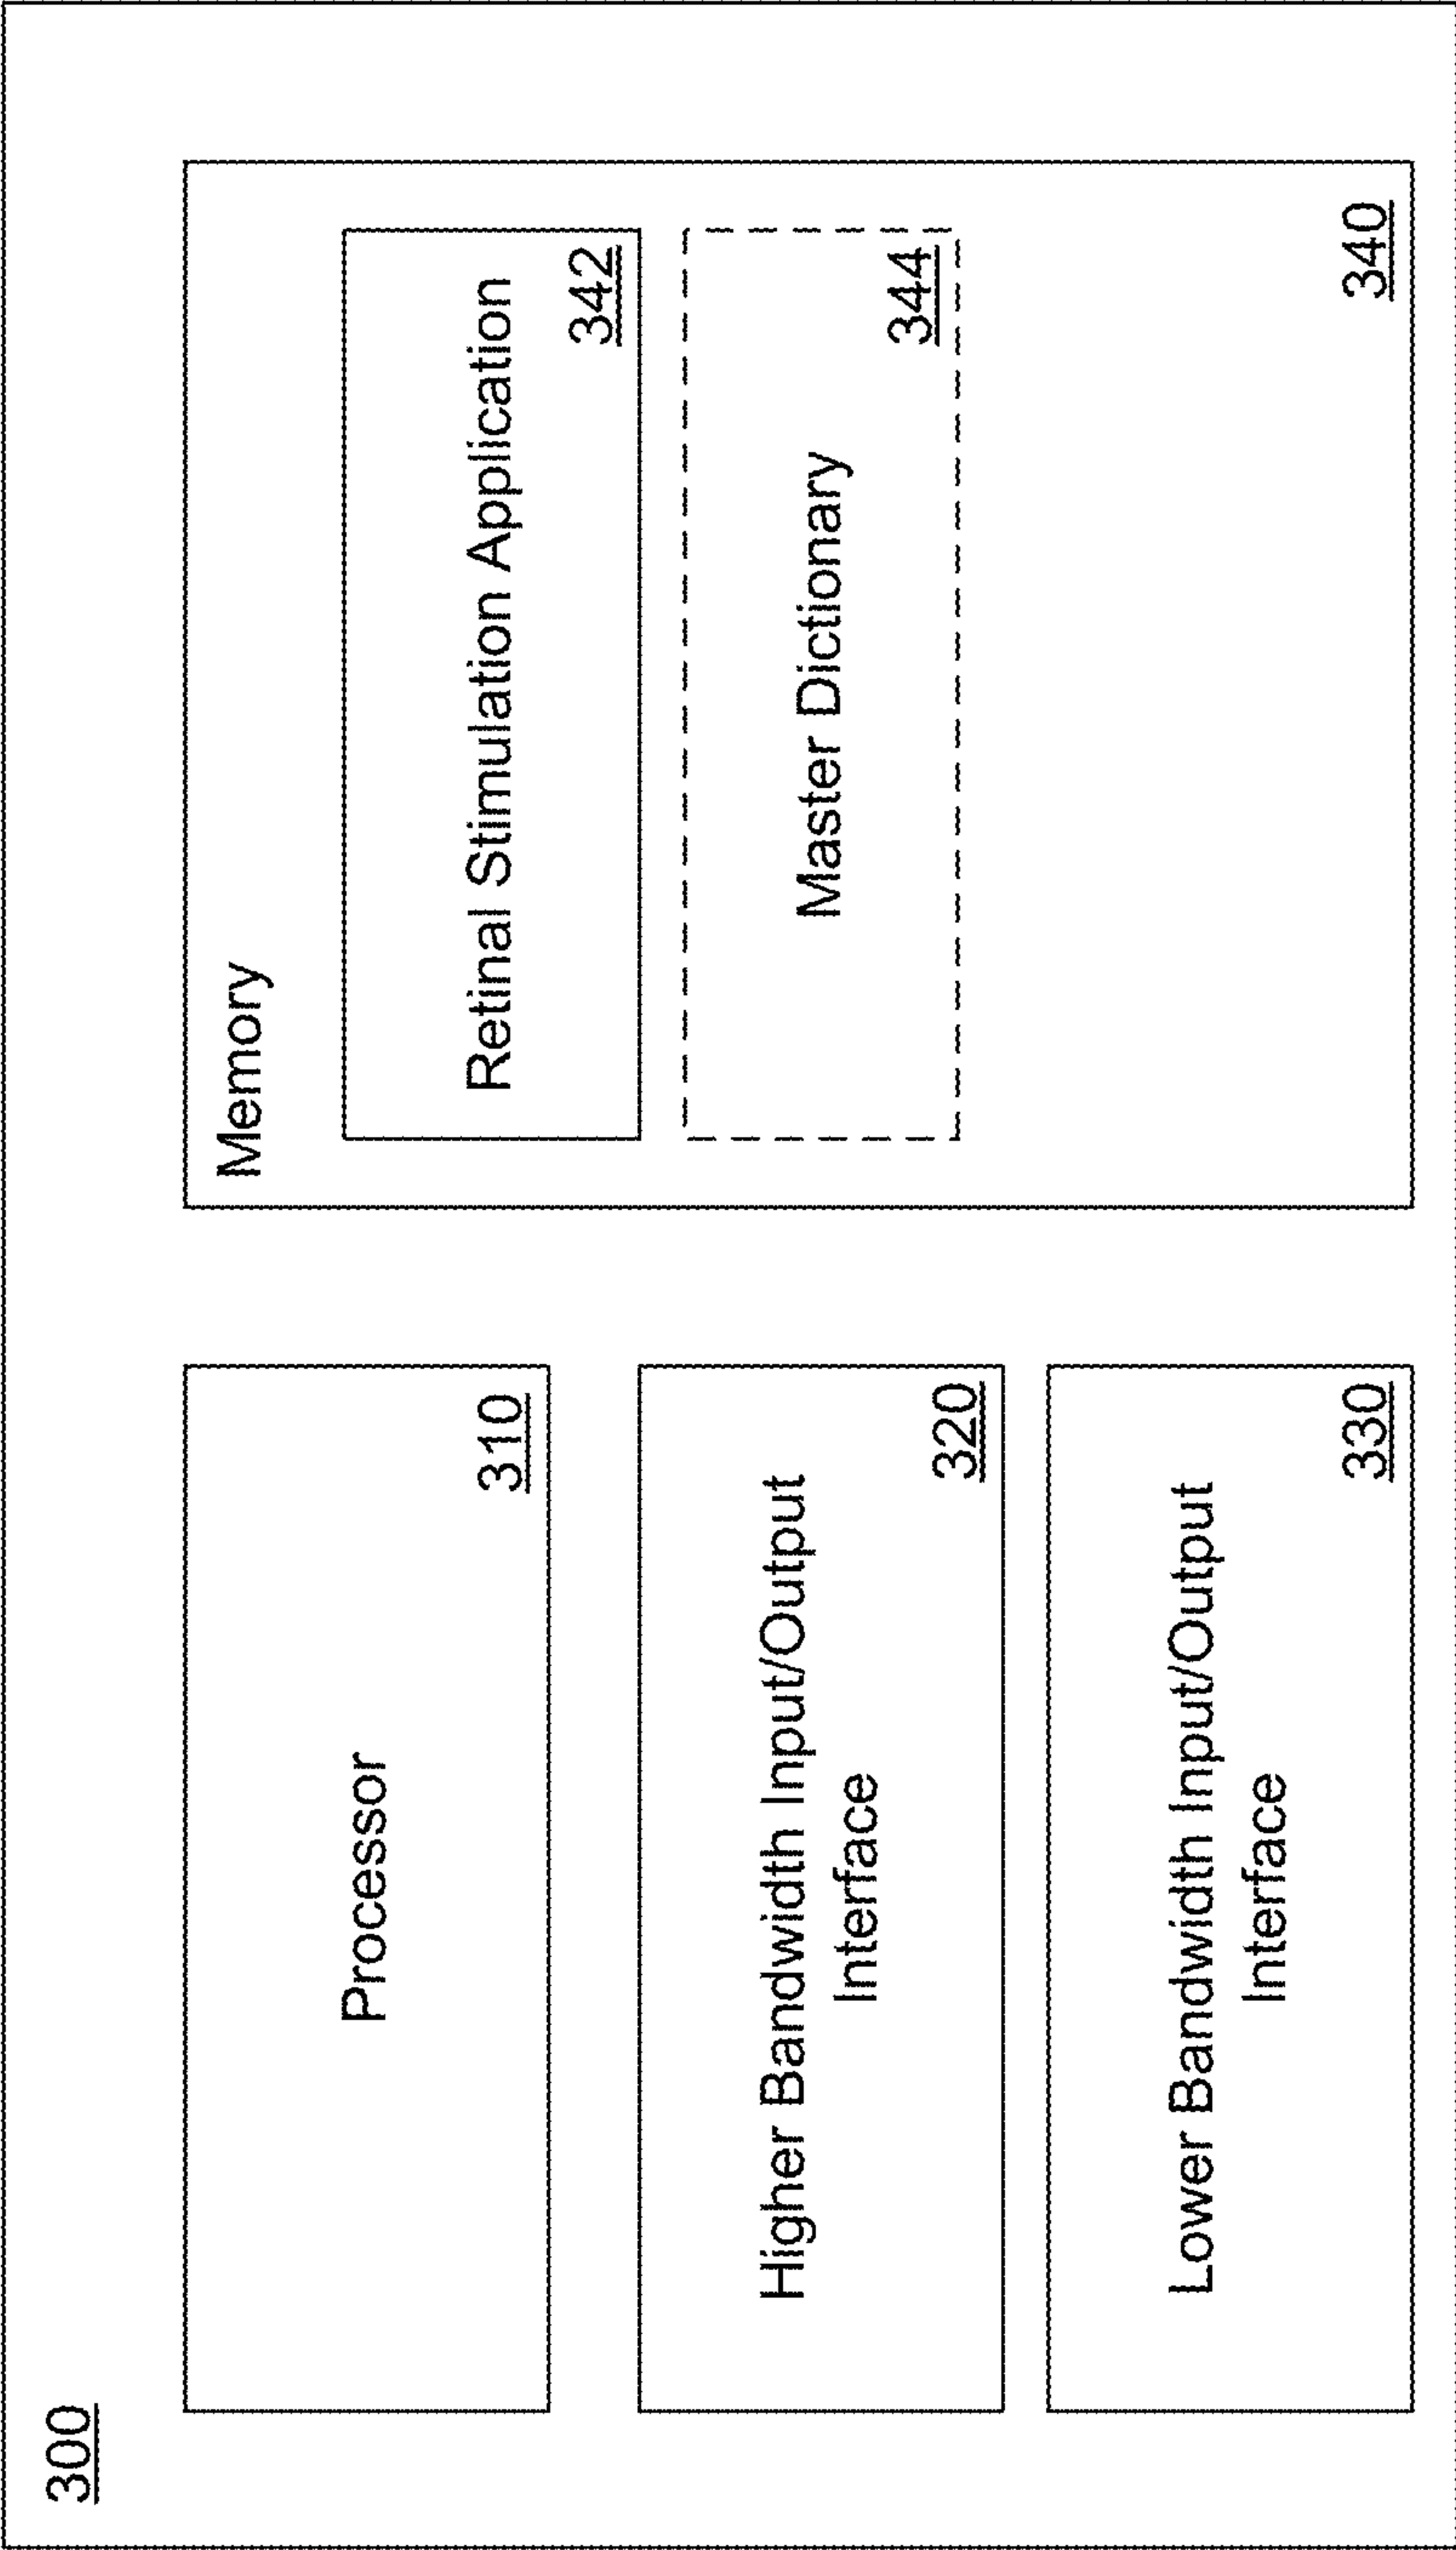 300
Processor
310
Higher Bandwidth Input/Output
Interface
320
Lower Bandwidth Input/Output
Interface
330
Memory
Retinal Stimulation Application
342
Master Dictionary
344
340